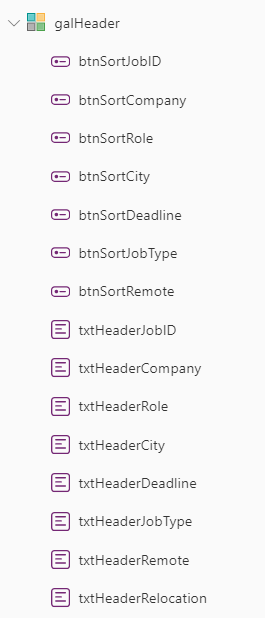 galHeader
btnSortJobID
btnSortCompany
btnSortRole
btnSortCity
btnSortDeadline
btnSortJobType
btnSortRemote
txtHeaderJobID
txtHeaderCompany
txtHeaderRole
txtHeaderCity
txtHeaderDeadline
txtHeaderJobType
txtHeaderRemote
txtHeaderRelocation